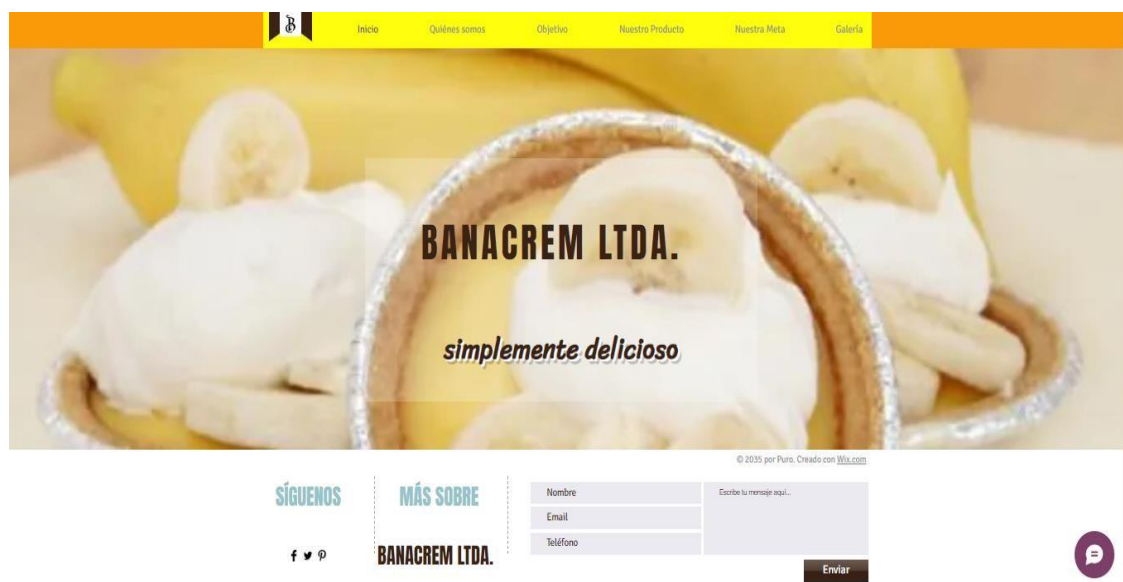 B
Inicio Quiénes somos Objetivo Nuestro Producto Nuestra Meta Galería
BANACREM LTDA.
simplemente delicioso
© 2035 por Puro. Creado con Wix.com
SÍGUENOS
MÁS SOBRE
BANACREM LTDA.
Nombre
Email
Teléfono
Escribe tu mensaje aquí...
Enviar